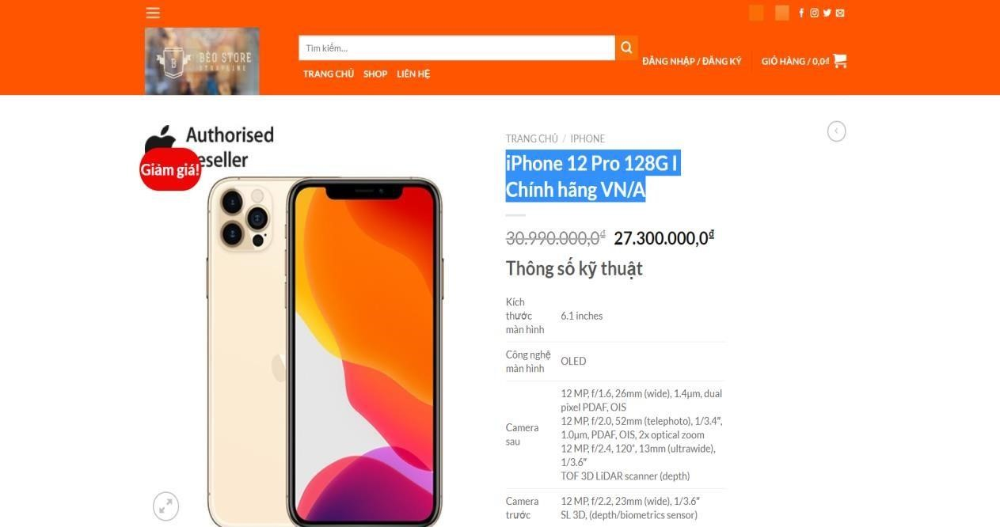 BÉO STORE
STRAPLINE
Tìm kiếm...
TRANG CHỦ SHOP LIÊN HỆ
ĐĂNG NHẬP / ĐĂNG KÝ
GIỎ HÀNG / 0,0₫
Authorised
eseller
Giảm giá!
TRANG CHỦ / IPHONE
iPhone 12 Pro 128G I
Chính hãng VN/A
30.990.000,0₫ 27.300.000,0₫
Thông số kỹ thuật
Kích
thước
màn hình
6.1 inches
Công nghệ
màn hình
OLED
Camera
sau
12 MP, f/1.6, 26mm (wide), 1.4µm, dual
pixel PDAF, OIS
12 MP, f/2.0, 52mm (telephoto), 1/3.4″,
1.0µm, PDAF, OIS, 2x optical zoom
12 MP, f/2.4, 120˚, 13mm (ultrawide),
1/3.6″
TOF 3D LiDAR scanner (depth)
Camera
trước
12 MP, f/2.2, 23mm (wide), 1/3.6″
SL 3D, (depth/biometrics sensor)